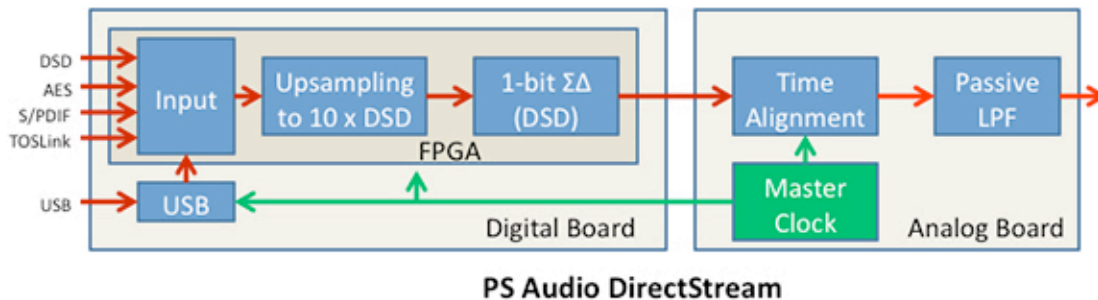 DSD
AES
S/PDIF
TOSLink
USB
Input
Upsampling
to 10 x DSD
1-bit ΣΔ
(DSD)
FPGA
USB
Digital Board
Time
Alignment
Passive
LPF
Master
Clock
Analog Board
PS Audio DirectStream